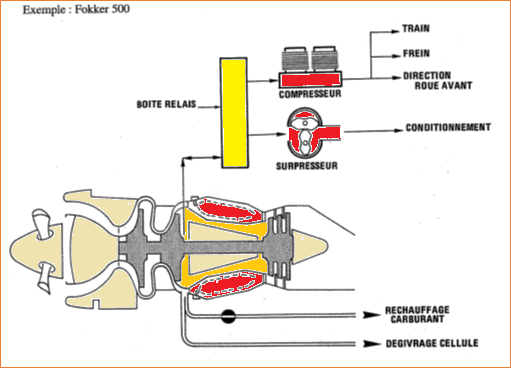 Exemple : Fokker 500
TRAIN
FREIN
DIRECTION
ROUE AVANT
COMPRESSEUR
BOITE RELAIS
CONDITIONNEMENT
SURPRESSEUR
RECHAUFFAGE
CARBURANT
DEGIVRAGE CELLULE